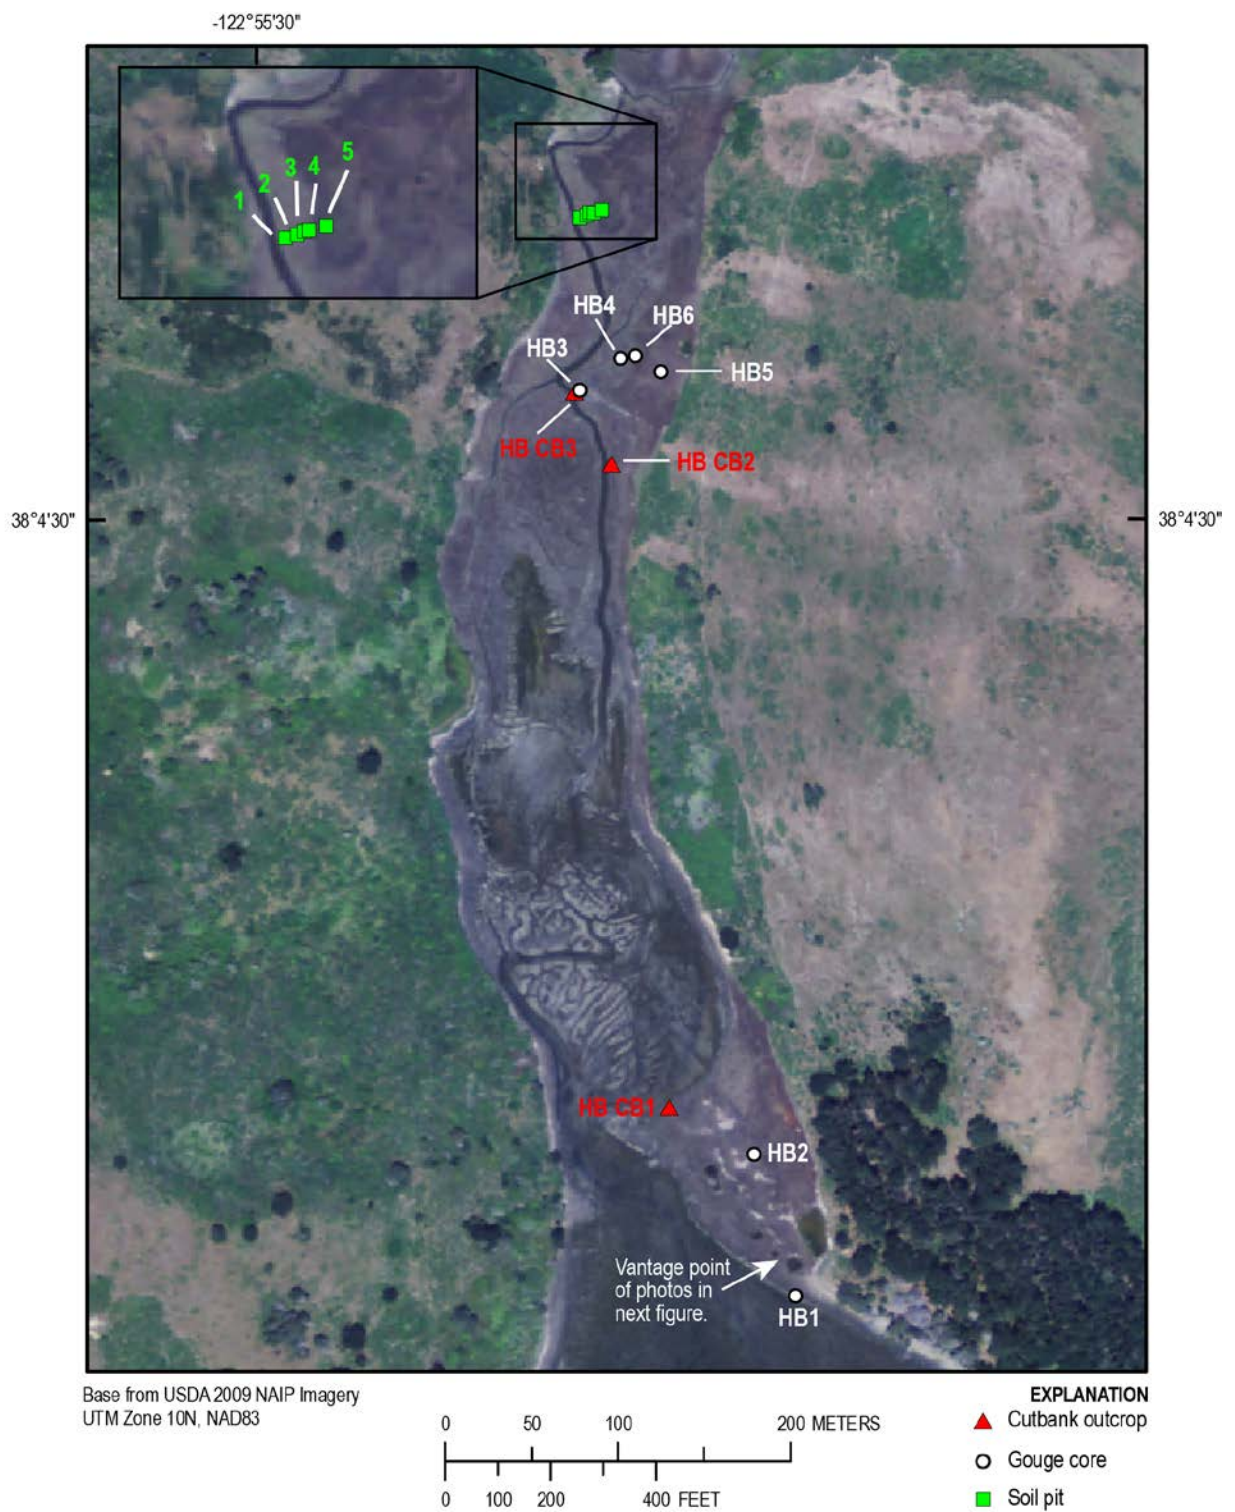 -122°55'30"
1
2
3
4
5
HB4
HB6
HB3
HB5
HB CB3
HB CB2
38°4'30"
38°4'30"
HB CB1
HB2
Vantage point
of photos in
next figure.
HB1
Base from USDA 2009 NAIP Imagery
UTM Zone 10N, NAD83
EXPLANATION
Cutbank outcrop
Gouge core
Soil pit
0 50 100 200 METERS
0 100 200 400 FEET